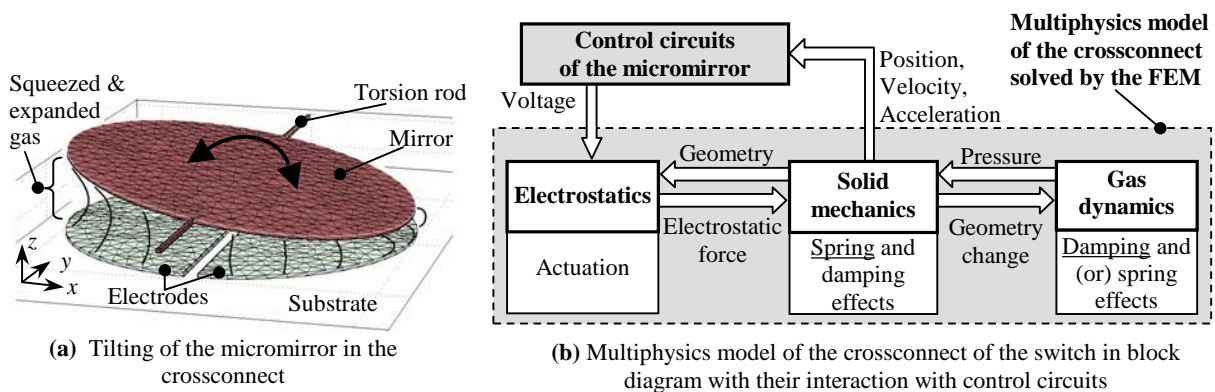 Squeezed &
expanded
gas
Torsion rod
Mirror
z
y
x
Electrodes
Substrate
(a) Tilting of the micromirror in the
crossconnect
Control circuits
of the micromirror
Multiphysics model
of the crossconnect
solved by the FEM
Voltage
Position,
Velocity,
Acceleration
Geometry
Pressure
Electrostatics
Solid
mechanics
Gas
dynamics
Electrostatic
force
Geometry
change
Actuation
Spring and
damping
effects
Damping and
(or) spring
effects
(b) Multiphysics model of the crossconnect of the switch in block
diagram with their interaction with control circuits